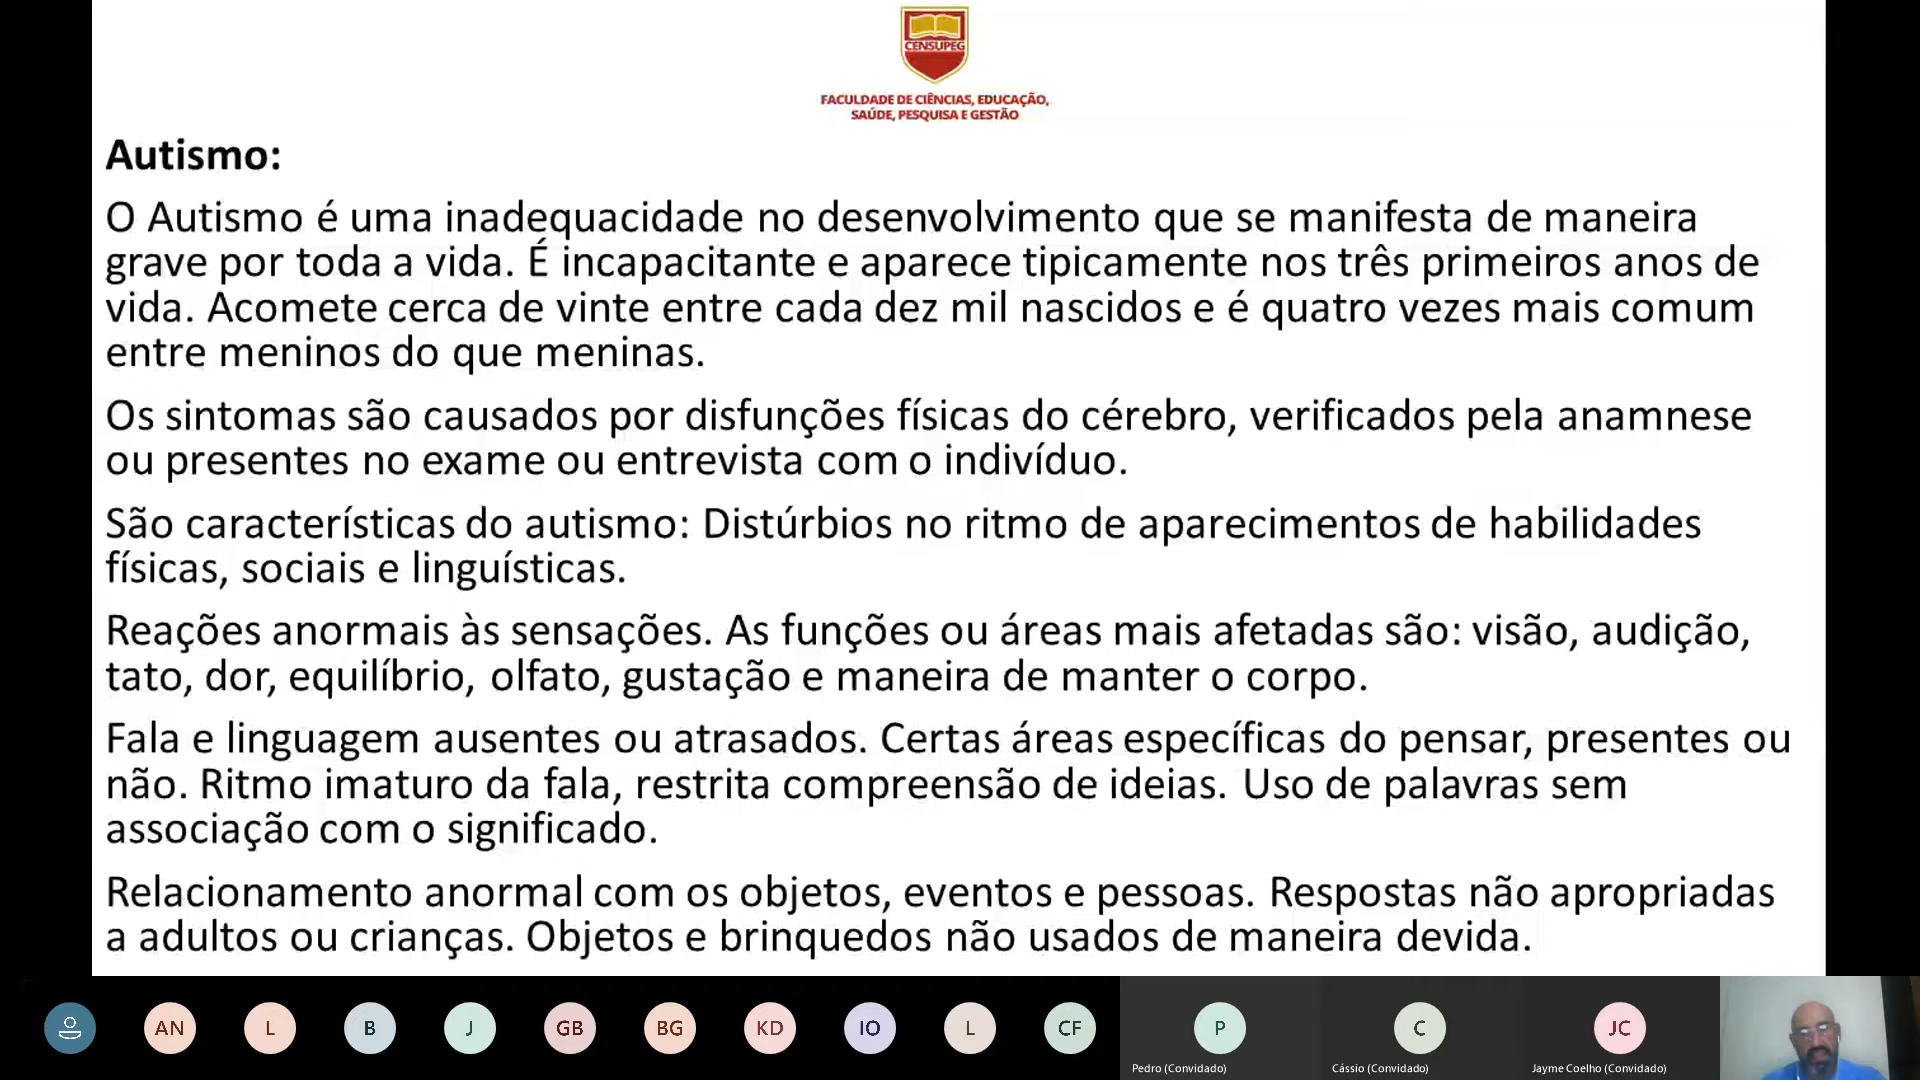 CENSUPEG
FACULDADE DE CIÊNCIAS, EDUCAÇÃO,
SAÚDE, PESQUISA E GESTÃO
Autismo:
O Autismo é uma inadequacidade no desenvolvimento que se manifesta de maneira
grave por toda a vida. É incapacitante e aparece tipicamente nos três primeiros anos de
vida. Acomete cerca de vinte entre cada dez mil nascidos e é quatro vezes mais comum
entre meninos do que meninas.
Os sintomas são causados por disfunções físicas do cérebro, verificados pela anamnese
ou presentes no exame ou entrevista com o indivíduo.
São características do autismo: Distúrbios no ritmo de aparecimentos de habilidades
físicas, sociais e linguísticas.
Reações anormais às sensações. As funções ou áreas mais afetadas são: visão, audição,
tato, dor, equilíbrio, olfato, gustação e maneira de manter o corpo.
Fala e linguagem ausentes ou atrasados. Certas áreas específicas do pensar, presentes ou
não. Ritmo imaturo da fala, restrita compreensão de ideias. Uso de palavras sem
associação com o significado.
Relacionamento anormal com os objetos, eventos e pessoas. Respostas não apropriadas
a adultos ou crianças. Objetos e brinquedos não usados de maneira devida.
AN L B J GB BG KD IO L CF P C JC
Pedro (Convidado) Cássio (Convidado) Jayme Coelho (Convidado)